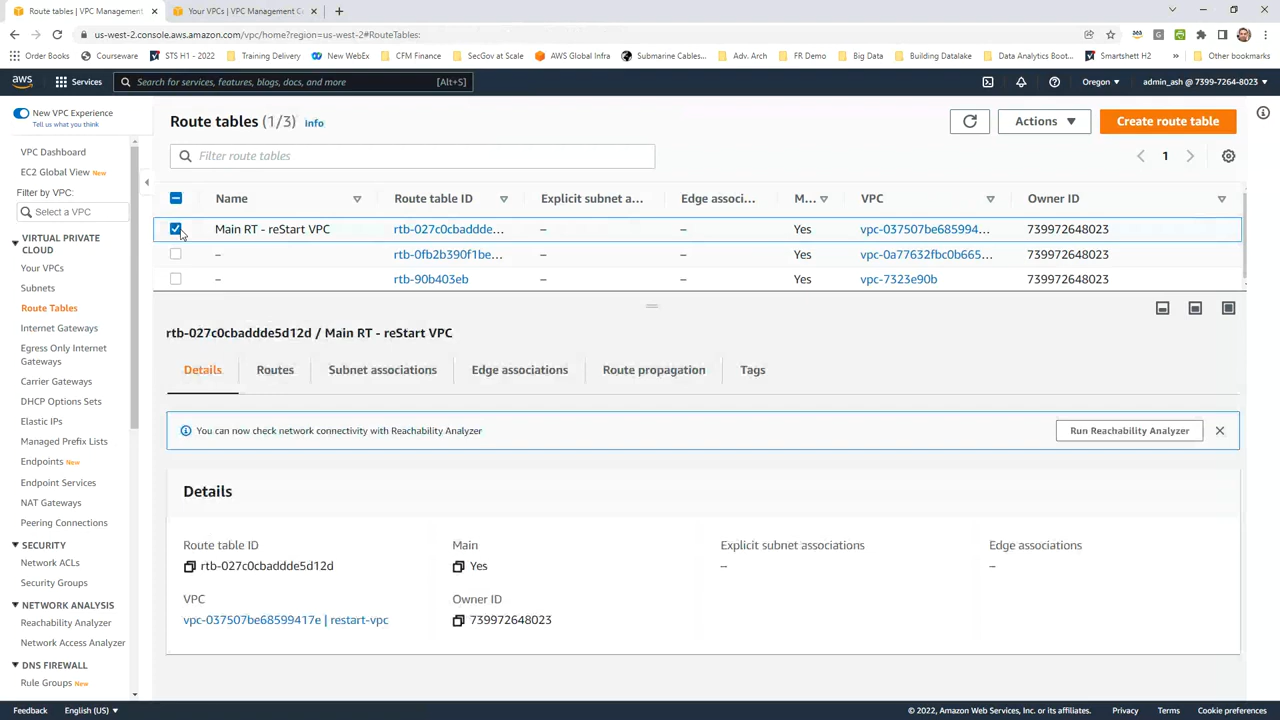 Route tables | VPC Management
Your VPCs | VPC Management C
us-west-2.console.aws.amazon.com/vpc/home?region=us-west-2#RouteTables:
Order Books Courseware STS H1 - 2022 Training Delivery New WebEx CFM Finance SecGov at Scale AWS Global Infra Submarine Cables... Adv. Arch FR Demo Big Data Building Datalake Data Analytics Boot... Smartshett H2 » Other bookmarks
aws Services Search for services, features, blogs, docs, and more [Alt+S] Oregon admin_ash @ 7399-7264-8023
New VPC Experience
Tell us what you think
VPC Dashboard
EC2 Global View New
Filter by VPC:
Select a VPC
VIRTUAL PRIVATE
CLOUD
Your VPCs
Subnets
Route Tables
Internet Gateways
Egress Only Internet
Gateways
Carrier Gateways
DHCP Options Sets
Elastic IPs
Managed Prefix Lists
Endpoints New
Endpoint Services
NAT Gateways
Peering Connections
SECURITY
Network ACLs
Security Groups
NETWORK ANALYSIS
Reachability Analyzer
Network Access Analyzer
DNS FIREWALL
Rule Groups New
Route tables (1/3) info
Actions
Create route table
Filter route tables
1
Name Route table ID Explicit subnet a... Edge associ... M... VPC Owner ID
Main RT - reStart VPC rtb-027c0cbaddde... – – Yes vpc-037507be685994... 739972648023
– rtb-0fb2b390f1be... – – Yes vpc-0a77632fbc0b665... 739972648023
– rtb-90b403eb – – Yes vpc-7323e90b 739972648023
rtb-027c0cbaddde5d12d / Main RT - reStart VPC
Details Routes Subnet associations Edge associations Route propagation Tags
You can now check network connectivity with Reachability Analyzer
Run Reachability Analyzer
Details
Route table ID
rtb-027c0cbaddde5d12d
Main
Yes
Explicit subnet associations
–
Edge associations
–
VPC
vpc-037507be68599417e | restart-vpc
Owner ID
739972648023
Feedback English (US) © 2022, Amazon Web Services, Inc. or its affiliates. Privacy Terms Cookie preferences